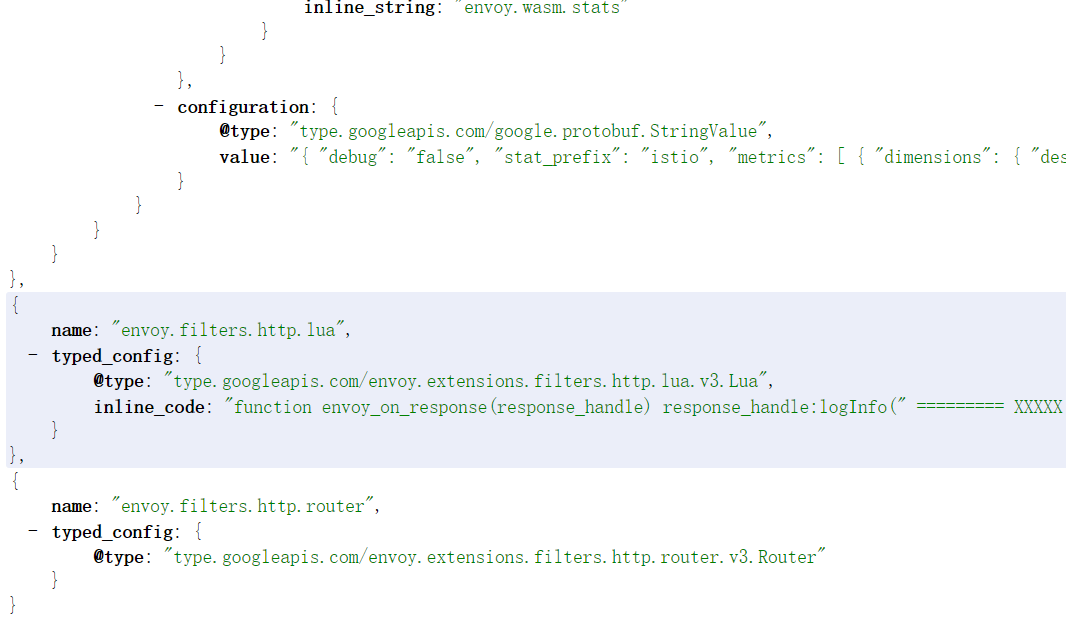 inline_string: "envoy.wasm.stats"
}
}
},
- configuration: {
@type: "type.googleapis.com/google.protobuf.StringValue",
value: "{ "debug": "false", "stat_prefix": "istio", "metrics": [ { "dimensions": { "des
}
}
}
}
},
{
name: "envoy.filters.http.lua",
- typed_config: {
@type: "type.googleapis.com/envoy.extensions.filters.http.lua.v3.Lua",
inline_code: "function envoy_on_response(response_handle) response_handle:logInfo(" ========= XXXXX
}
},
{
name: "envoy.filters.http.router",
- typed_config: {
@type: "type.googleapis.com/envoy.extensions.filters.http.router.v3.Router"
}
}